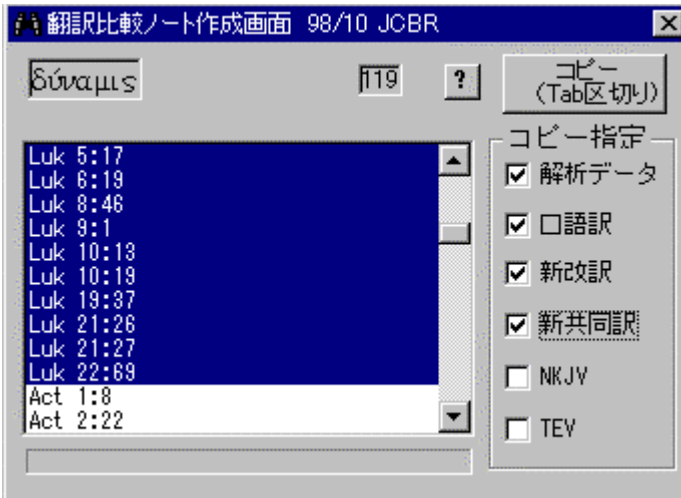 翻訳比較ノート作成画面 98/10 JCBR
δύναμις
119
?
コピー
(Tab区切り)
Luk 5:17
Luk 6:19
Luk 8:46
Luk 9:1
Luk 10:13
Luk 10:19
Luk 19:37
Luk 21:26
Luk 21:27
Luk 22:69
Act 1:8
Act 2:22
コピー指定
解析データ
口語訳
新改訳
新共同訳
NKJV
TEV